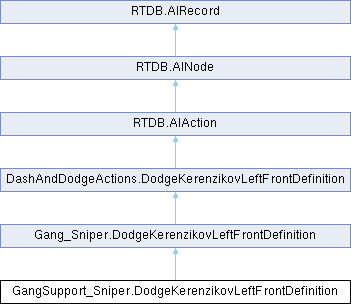 RTDB.AIRecord
RTDB.AINode
RTDB.AIAction
DashAndDodgeActions.DodgeKerenzikovLeftFrontDefinition
Gang_Sniper.DodgeKerenzikovLeftFrontDefinition
GangSupport_Sniper.DodgeKerenzikovLeftFrontDefinition